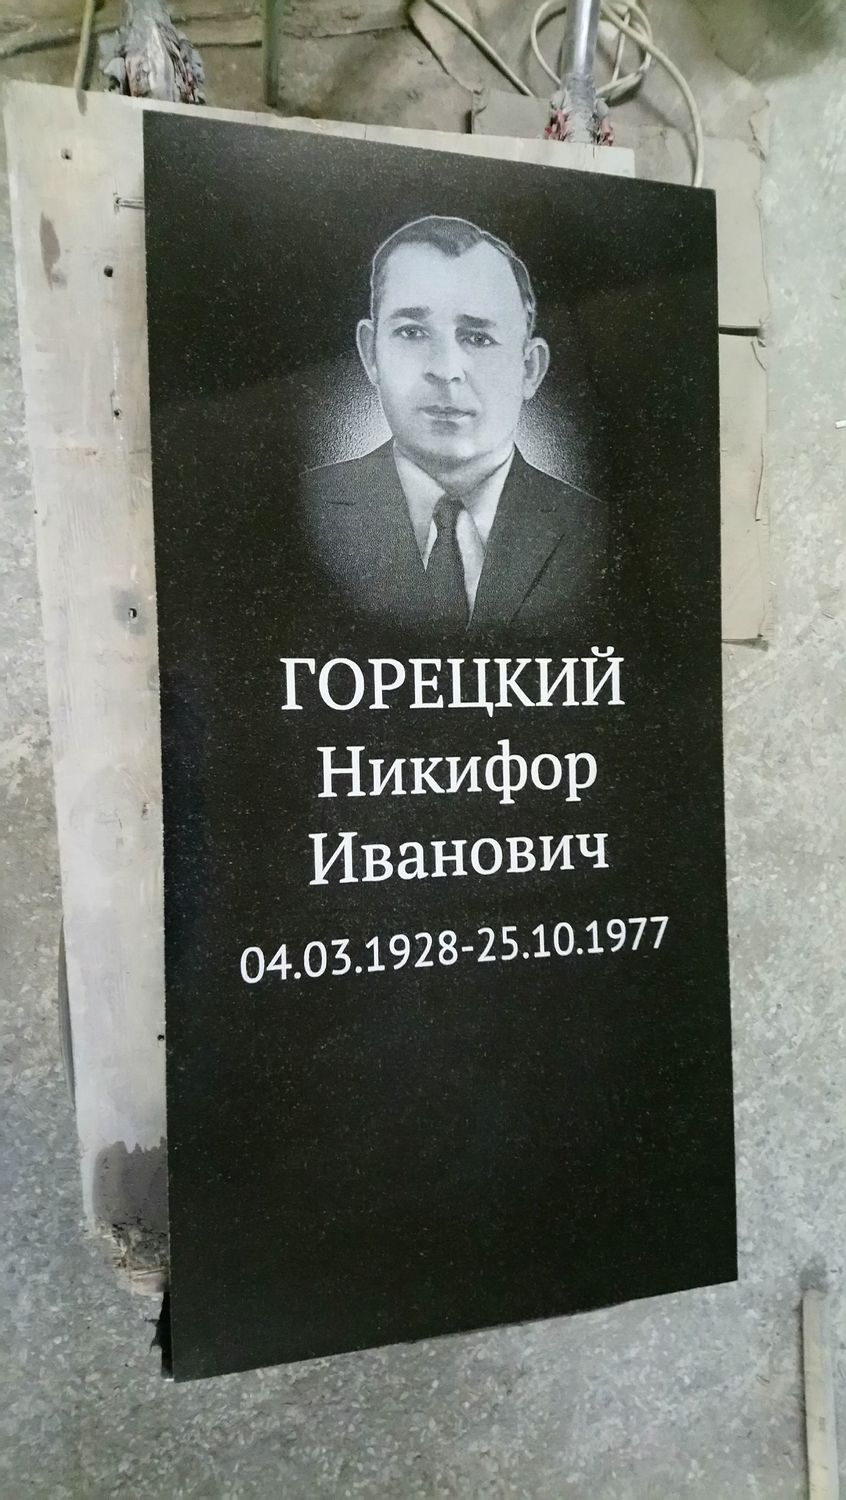 ГОРЕЦКИЙ
Никифор
Иванович
04.03.1928-25.10.1977